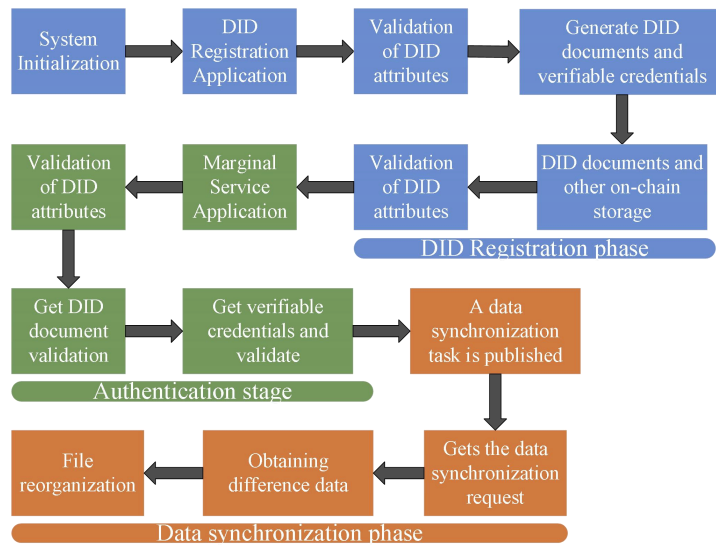 System
Initialization
DID
Registration
Application
Validation
of DID
attributes
Generate DID
documents and
verifiable credentials
Validation
of DID
attributes
Marginal
Service
Application
Validation
of DID
attributes
DID documents and
other on-chain
storage
DID Registration phase
Get DID
document
validation
Get verifiable
credentials and
validate
A data
synchronization
task is published
Authentication stage
File
reorganization
Obtaining
difference data
Gets the data
synchronization
request
Data synchronization phase